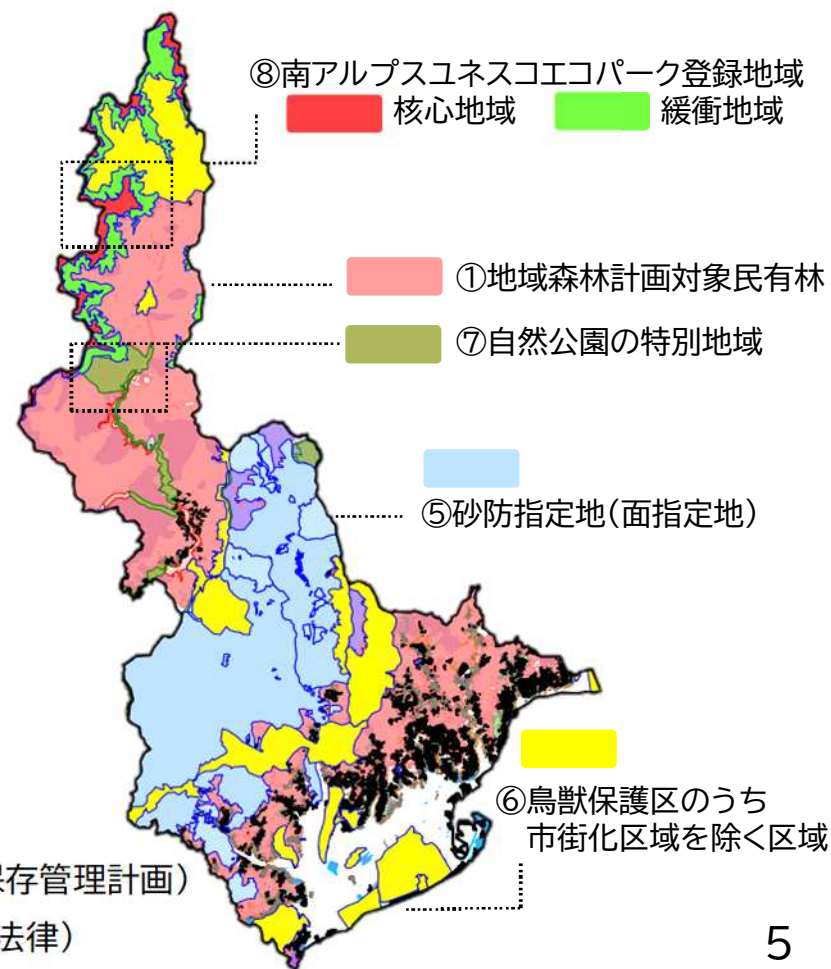 ⑧南アルプスユネスコエコパーク登録地域
核心地域 緩衝地域
①地域森林計画対象民有林
⑦自然公園の特別地域
⑤砂防指定地(面指定地)
⑥鳥獣保護区のうち
市街化区域を除く区域
保存管理計画)
法律)
5